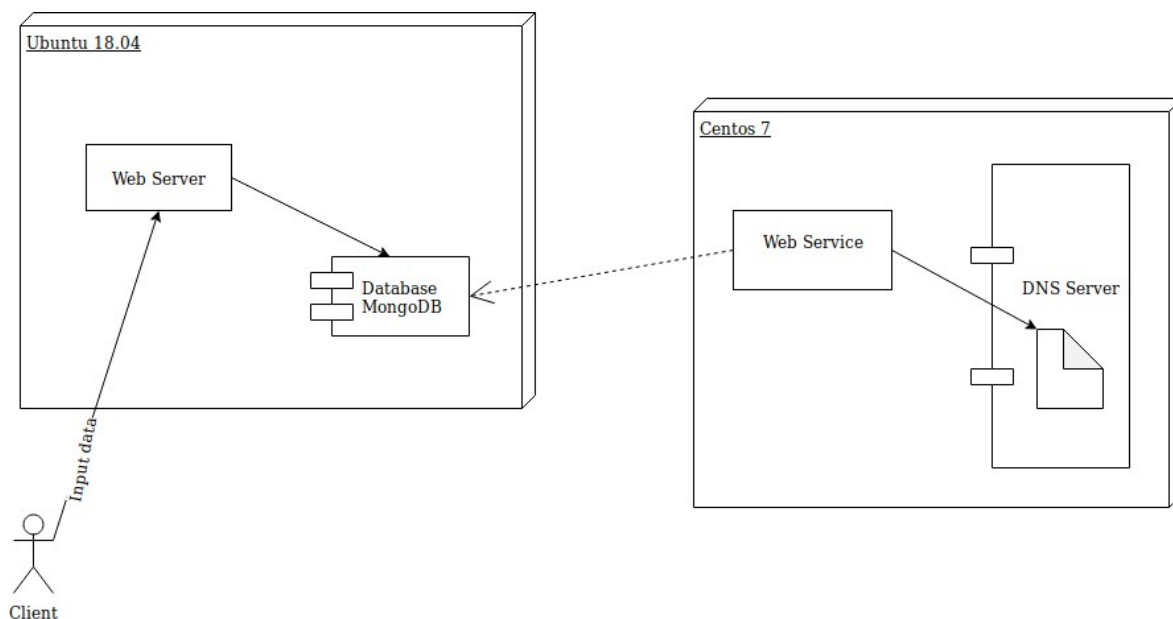 Ubuntu 18.04
Web Server
Database
MongoDB
Input data
Client
Centos 7
Web Service
DNS Server